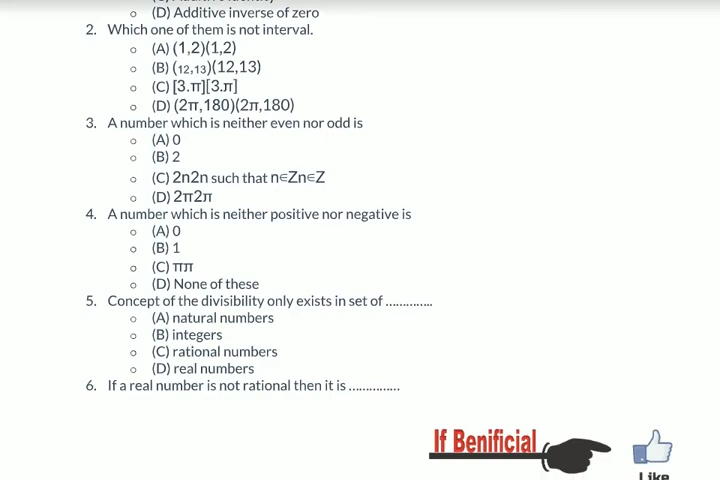 (D) Additive inverse of zero
2. Which one of them is not interval.
(A) (1,2)(1,2)
(B) (12,13)(12,13)
(C) [3.π][3.π]
(D) (2π,180)(2π,180)
3. A number which is neither even nor odd is
(A) 0
(B) 2
(C) 2n2n such that n∈Zn∈Z
(D) 2π2π
4. A number which is neither positive nor negative is
(A) 0
(B) 1
(C) ππ
(D) None of these
5. Concept of the divisibility only exists in set of ..............
(A) natural numbers
(B) integers
(C) rational numbers
(D) real numbers
6. If a real number is not rational then it is ...............
If Benificial
Like